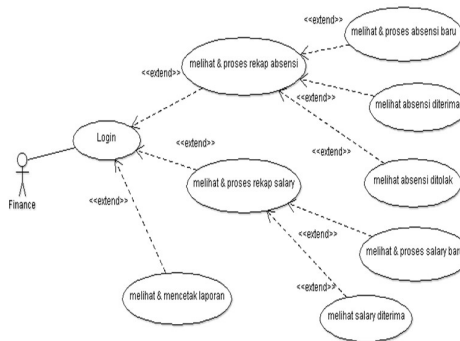 melihat & proses absensi baru
<<extend>>
melihat & proses rekap absensi
<<extend>>
<<extend>>
melihat absensi diterima
<<extend>>
Login
<<extend>>
<<extend>>
melihat absensi ditolak
Finance
melihat & proses rekap salary
<<extend>>
<<extend>>
melihat & proses salary baru
melihat & mencetak laporan
<<extend>>
melihat salary diterima